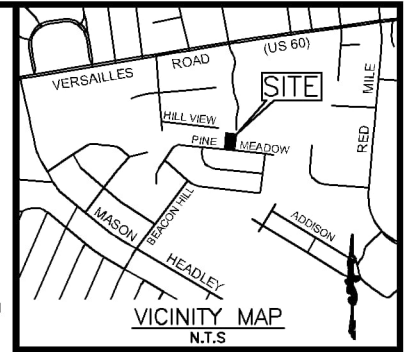 VERSAILLES ROAD (US 60)
SITE
RED MILE
HILL VIEW
PINE MEADOW
BEACON HILL
ADDISON
MASON HEADLEY
VICINITY MAP
N.T.S